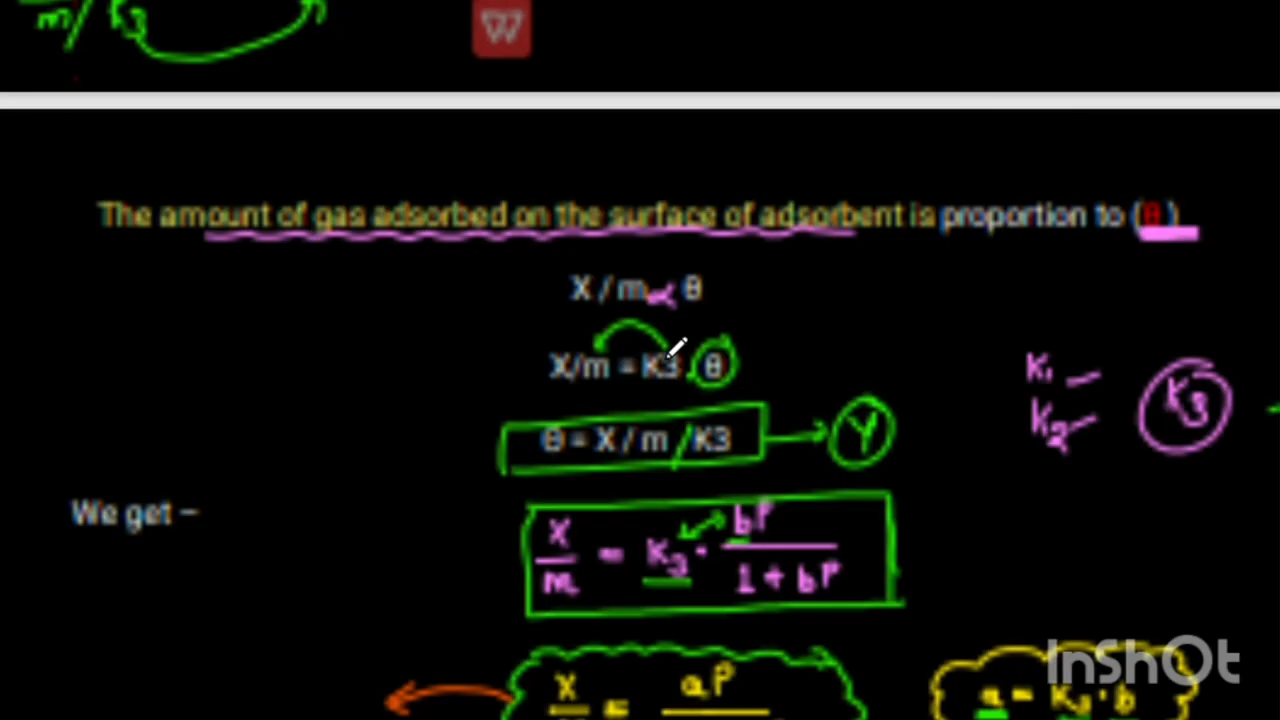 m/ K3
W
The amount of gas adsorbed on the surface of adsorbent is proportion to (θ)
X / m ∝ θ
X/m = K3 . θ
K1
K2
K3
θ = X / m / K3
Y
We get –
X/m = K3 · bP / 1 + bP
X = aP
a = K3 · b
InShOt